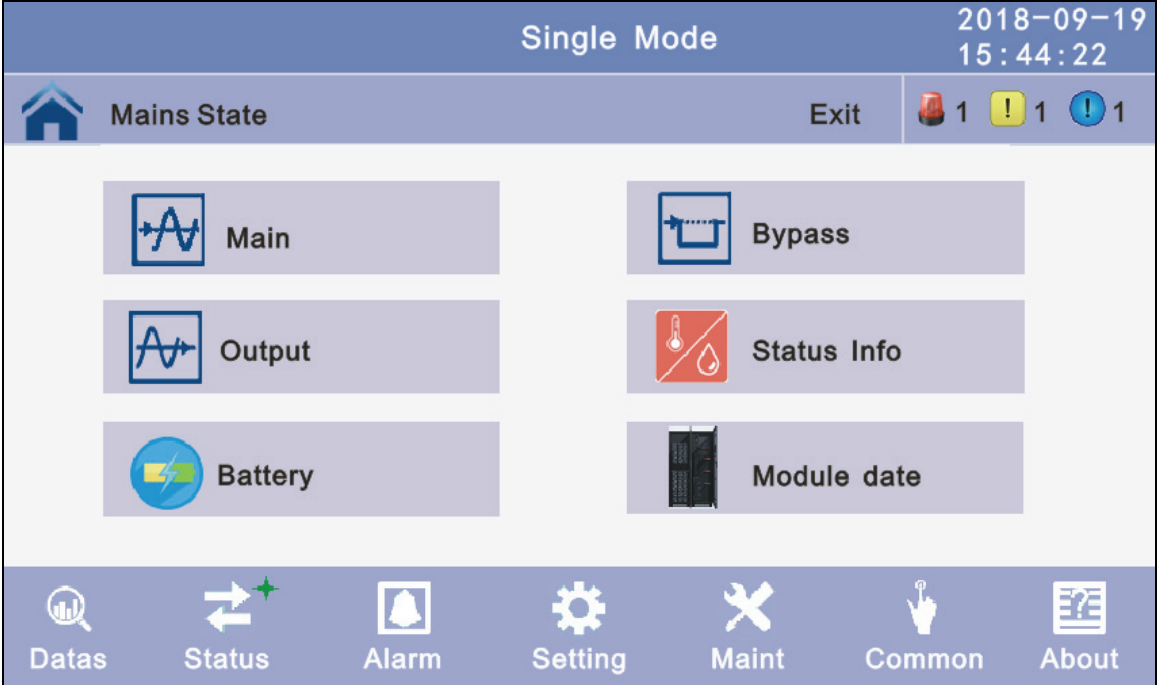 Single Mode
2018-09-19
15:44:22
Mains State
Exit
1
! 1
! 1
Main
Bypass
Output
Status Info
Battery
Module date
Datas
Status
Alarm
Setting
Maint
Common
About